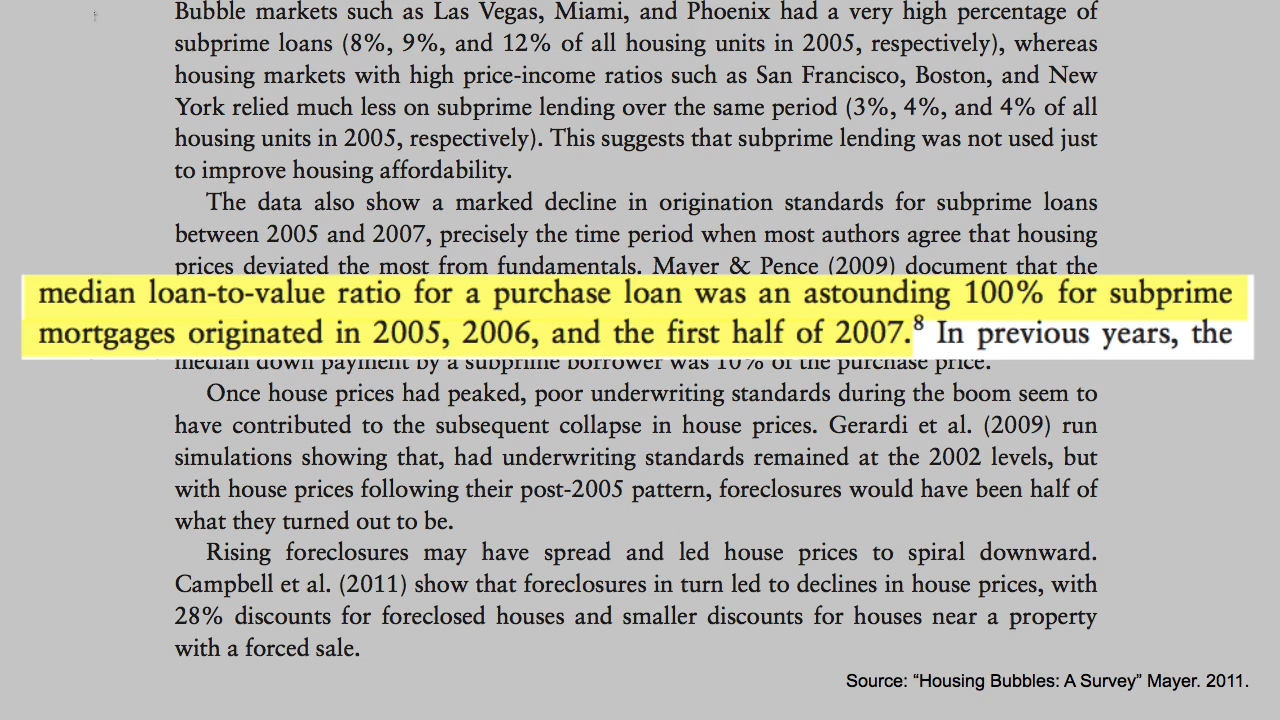 Bubble markets such as Las Vegas, Miami, and Phoenix had a very high percentage of
subprime loans (8%, 9%, and 12% of all housing units in 2005, respectively), whereas
housing markets with high price-income ratios such as San Francisco, Boston, and New
York relied much less on subprime lending over the same period (3%, 4%, and 4% of all
housing units in 2005, respectively). This suggests that subprime lending was not used just
to improve housing affordability.
The data also show a marked decline in origination standards for subprime loans
between 2005 and 2007, precisely the time period when most authors agree that housing
prices deviated the most from fundamentals. Mayer & Pence (2009) document that the
median loan-to-value ratio for a purchase loan was an astounding 100% for subprime
mortgages originated in 2005, 2006, and the first half of 2007.⁸ In previous years, the
median down payment by a subprime borrower was 10% of the purchase price.
Once house prices had peaked, poor underwriting standards during the boom seem to
have contributed to the subsequent collapse in house prices. Gerardi et al. (2009) run
simulations showing that, had underwriting standards remained at the 2002 levels, but
with house prices following their post-2005 pattern, foreclosures would have been half of
what they turned out to be.
Rising foreclosures may have spread and led house prices to spiral downward.
Campbell et al. (2011) show that foreclosures in turn led to declines in house prices, with
28% discounts for foreclosed houses and smaller discounts for houses near a property
with a forced sale.
Source: “Housing Bubbles: A Survey” Mayer. 2011.